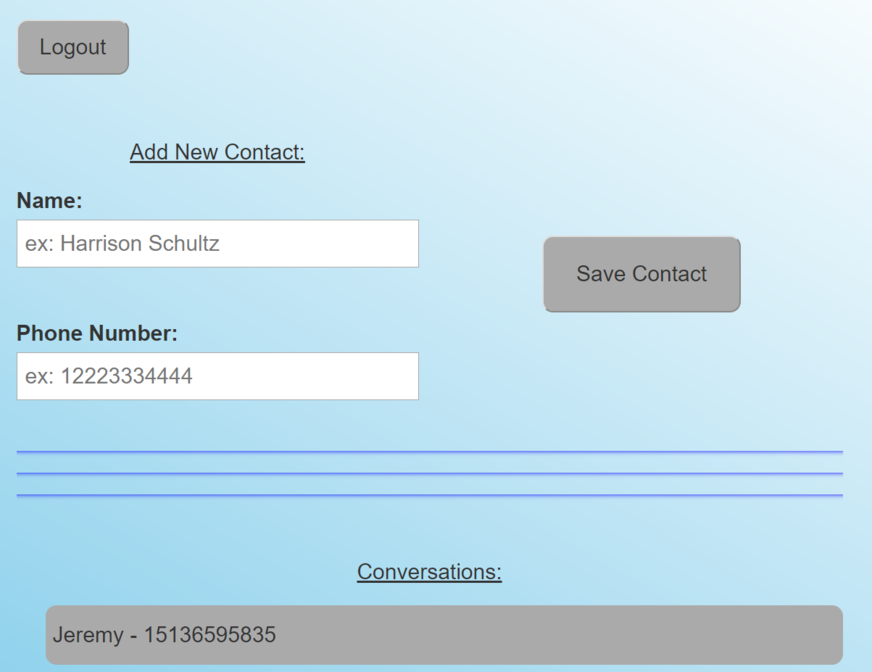 Logout
Add New Contact:
Name:
ex: Harrison Schultz
Save Contact
Phone Number:
ex: 12223334444
Conversations:
Jeremy - 15136595835